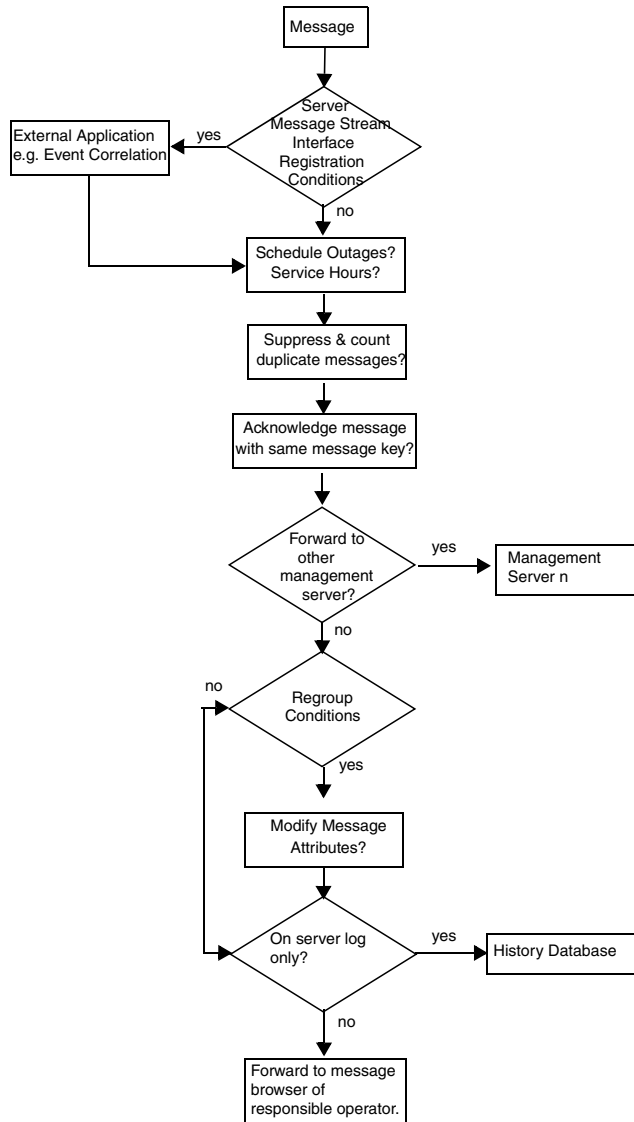 Message
Server
Message Stream
Interface
Registration
Conditions
yes
External Application
e.g. Event Correlation
no
Schedule Outages?
Service Hours?
Suppress & count
duplicate messages?
Acknowledge message
with same message key?
Forward to
other
management
server?
yes
Management
Server n
no
no
Regroup
Conditions
yes
Modify Message
Attributes?
On server log
only?
yes
History Database
no
Forward to message
browser of
responsible operator.